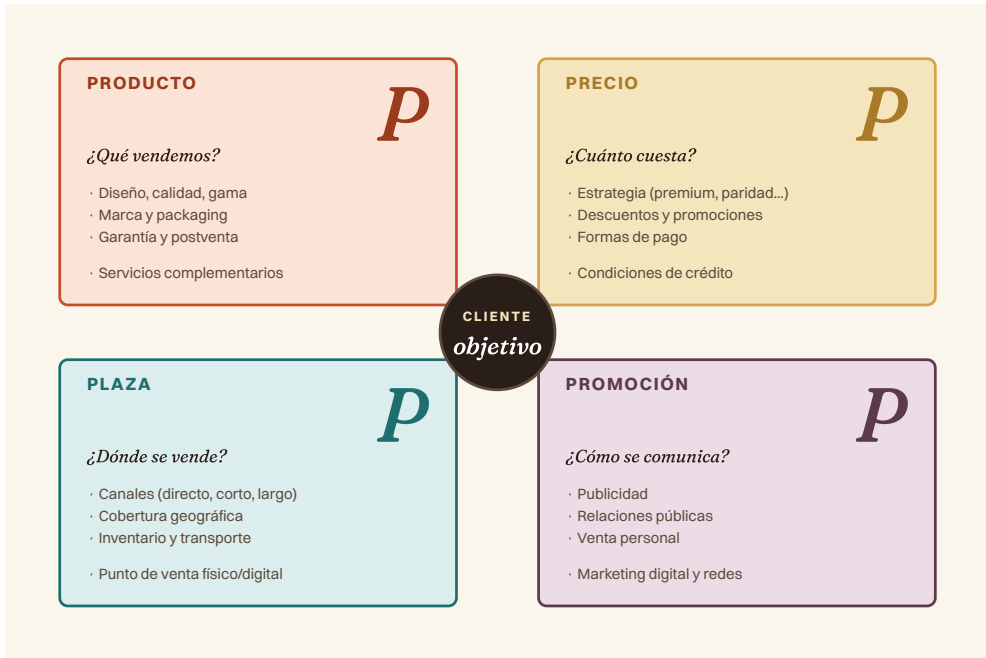 PRODUCTO
P
¿Qué vendemos?
· Diseño, calidad, gama
· Marca y packaging
· Garantía y postventa
· Servicios complementarios
PRECIO
P
¿Cuánto cuesta?
· Estrategia (premium, paridad...)
· Descuentos y promociones
· Formas de pago
· Condiciones de crédito
CLIENTE
objetivo
PLAZA
P
¿Dónde se vende?
· Canales (directo, corto, largo)
· Cobertura geográfica
· Inventario y transporte
· Punto de venta físico/digital
PROMOCIÓN
P
¿Cómo se comunica?
· Publicidad
· Relaciones públicas
· Venta personal
· Marketing digital y redes